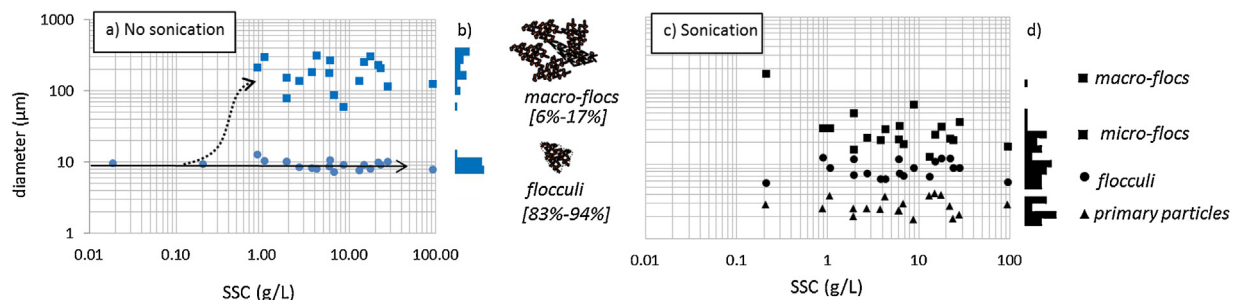 a) No sonication
b)
c) Sonication
d)
1000
100
10
1
diameter (µm)
0.01
0.10
1.00
10.00
100.00
SSC (g/L)
macro-flocs
[6%-17%]
flocculi
[83%-94%]
0.01
0.1
1
10
100
SSC (g/L)
macro-flocs
micro-flocs
flocculi
primary particles